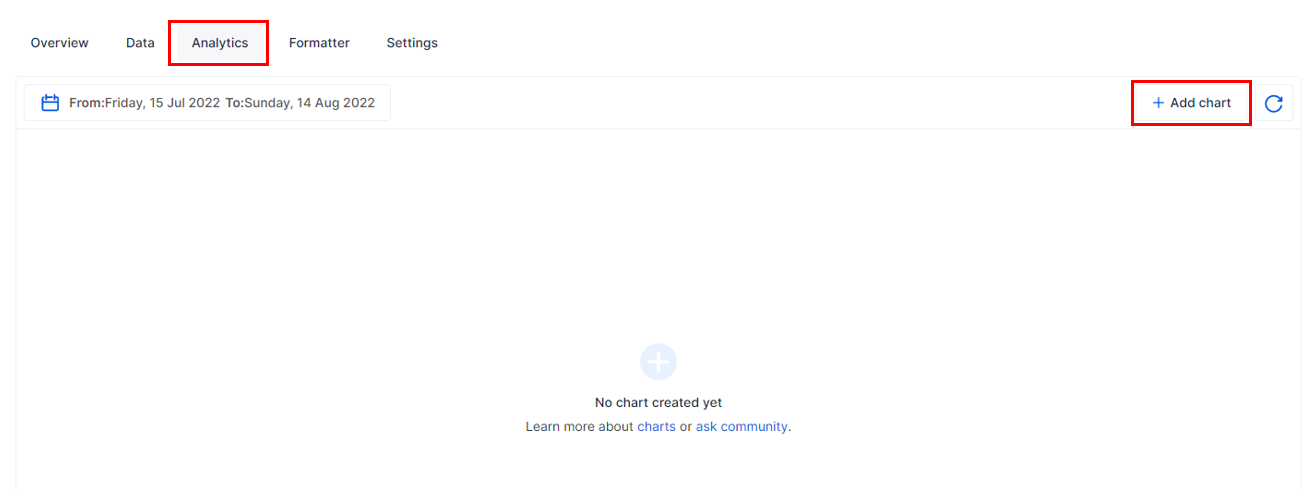 Overview Data Analytics Formatter Settings
From:Friday, 15 Jul 2022 To:Sunday, 14 Aug 2022
+ Add chart
No chart created yet
Learn more about charts or ask community.